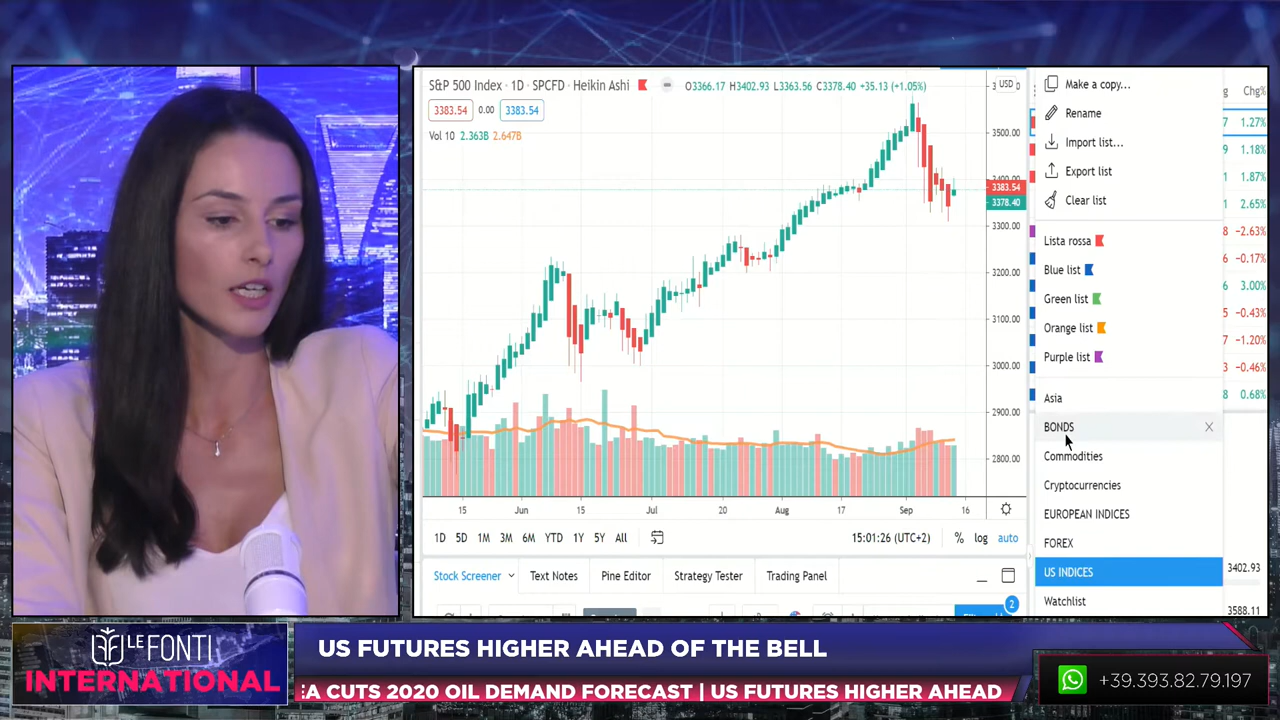 S&P 500 Index · 1D · SPCFD · Heikin Ashi
O3366.17 H3402.93 L3363.56 C3378.40 +35.13 (+1.05%)
USD
3383.54 0.00 3383.54
Vol 10 2.363B 2.647B
3500.00
3400.00
3383.54
3378.40
3300.00
3200.00
3100.00
3000.00
2900.00
2800.00
15 Jun 15 Jul 20 Aug 17 Sep 16
1D 5D 1M 3M 6M YTD 1Y 5Y All
15:01:26 (UTC+2) % log auto
Stock Screener Text Notes Pine Editor Strategy Tester Trading Panel
2
Make a copy...
Rename
Import list...
Export list
Clear list
Lista rossa
Blue list
Green list
Orange list
Purple list
Asia
BONDS
Commodities
Cryptocurrencies
EUROPEAN INDICES
FOREX
US INDICES
Watchlist
Chg%
1.27%
1.18%
1.87%
2.65%
-2.63%
-0.17%
3.00%
-0.43%
-1.20%
-0.46%
0.68%
3402.93
3588.11
LE FONTI
INTERNATIONAL
US FUTURES HIGHER AHEAD OF THE BELL
EA CUTS 2020 OIL DEMAND FORECAST | US FUTURES HIGHER AHEAD
+39.393.82.79.197